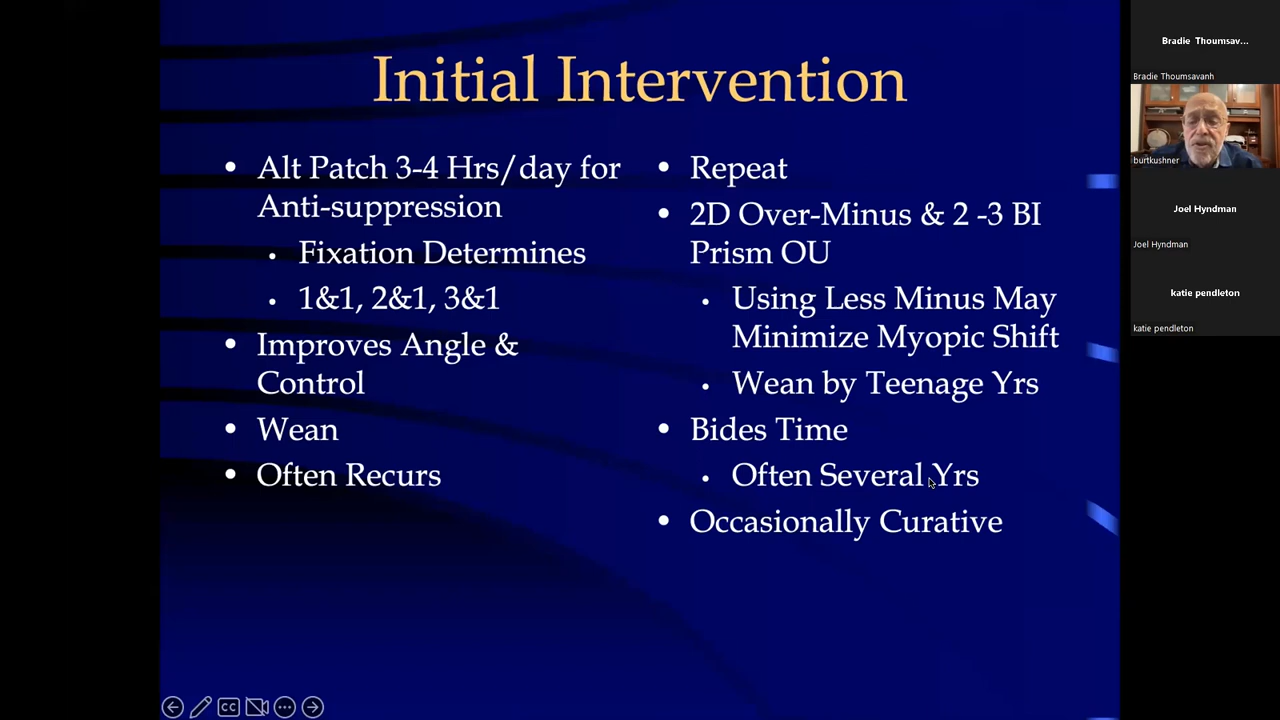 Initial Intervention
• Alt Patch 3-4 Hrs/day for
Anti-suppression
• Fixation Determines
• 1&1, 2&1, 3&1
• Improves Angle &
Control
• Wean
• Often Recurs
• Repeat
• 2D Over-Minus & 2 -3 BI
Prism OU
• Using Less Minus May
Minimize Myopic Shift
• Wean by Teenage Yrs
• Bides Time
• Often Several Yrs
• Occasionally Curative
Bradie Thoumsav...
Bradie Thoumsavanh
burtkushner
Joel Hyndman
Joel Hyndman
katie pendleton
katie pendleton
CC